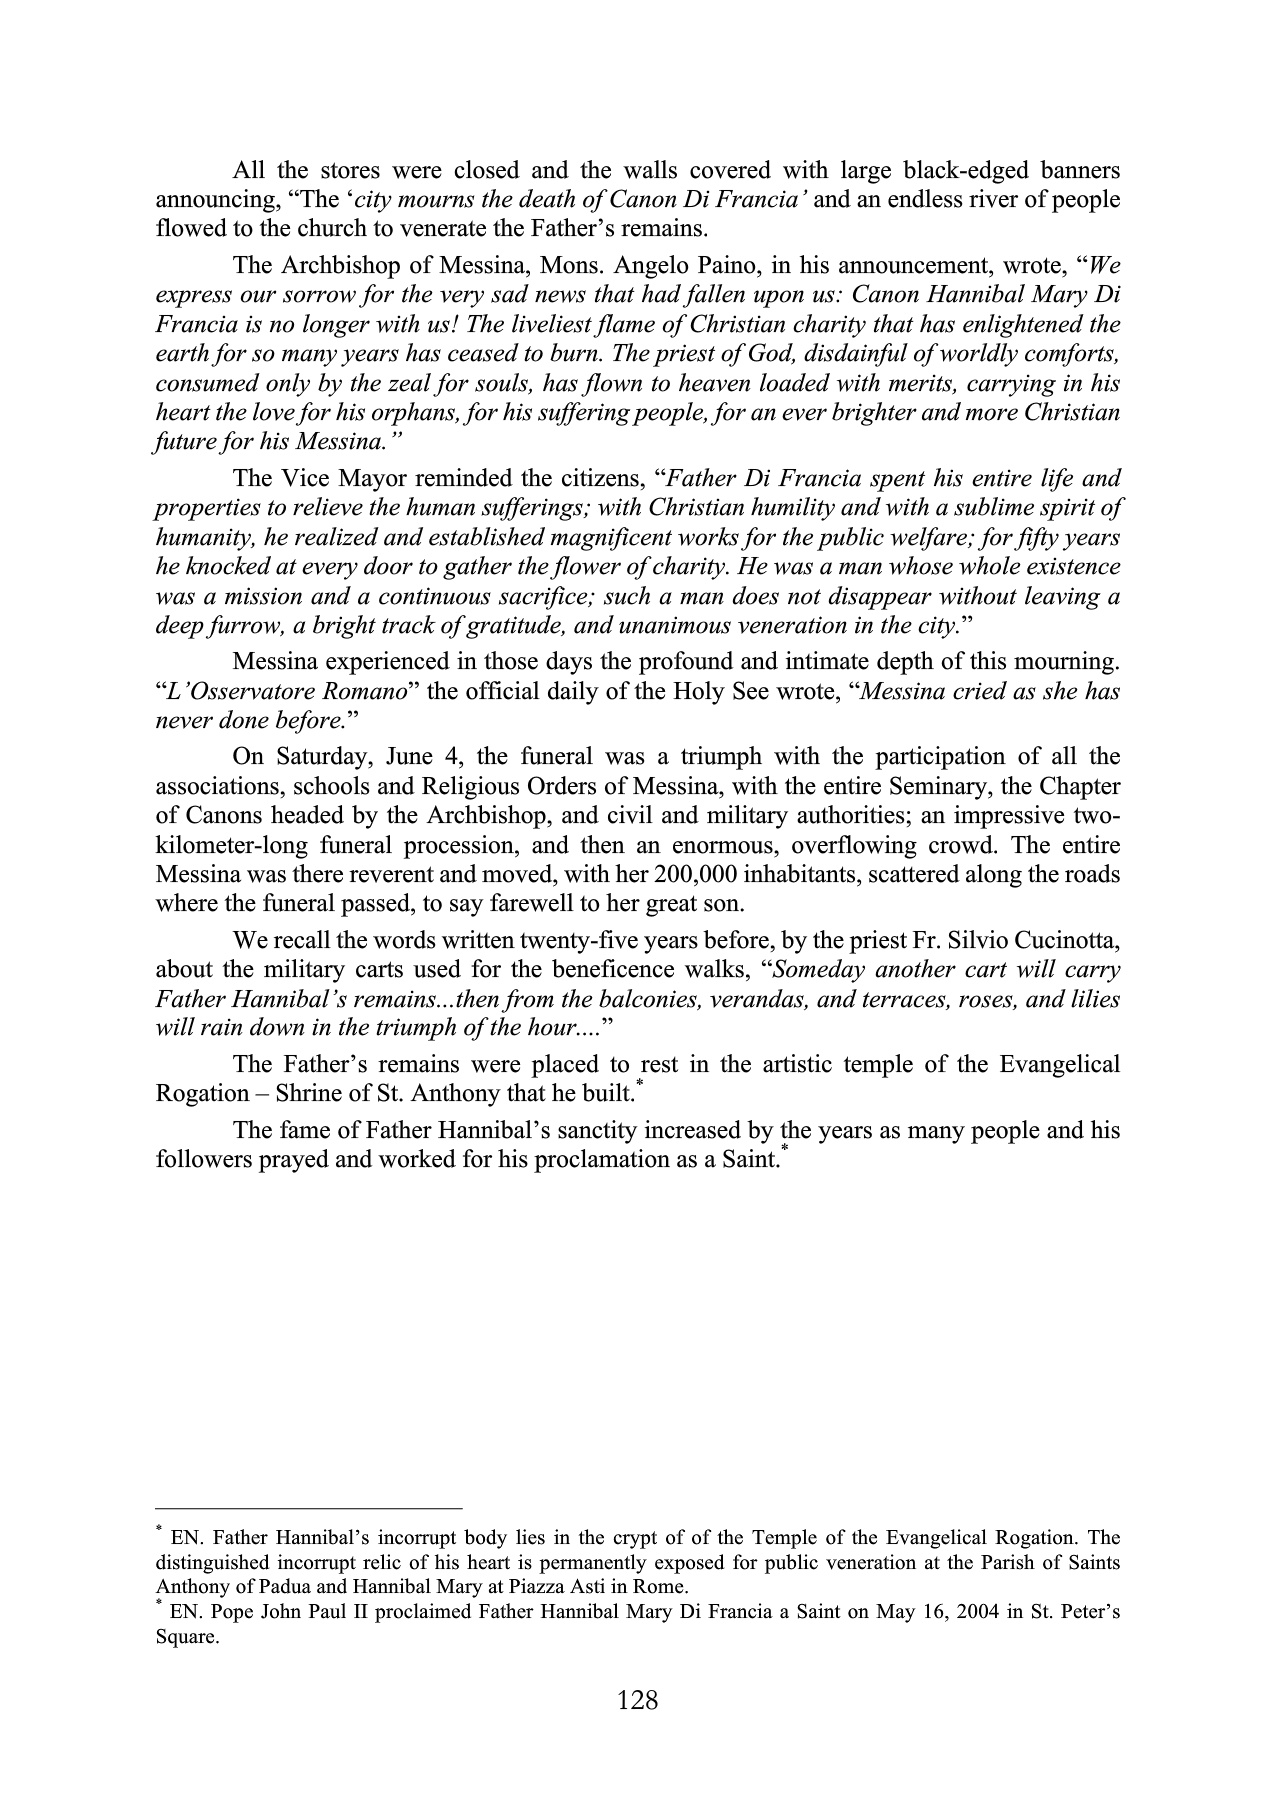 All the stores were closed and the walls covered with large black-edged banners
announcing, “The ‘city mourns the death of Canon Di Francia’ and an endless river of people
flowed to the church to venerate the Father’s remains.
The Archbishop of Messina, Mons. Angelo Paino, in his announcement, wrote, “We
express our sorrow for the very sad news that had fallen upon us: Canon Hannibal Mary Di
Francia is no longer with us! The liveliest flame of Christian charity that has enlightened the
earth for so many years has ceased to burn. The priest of God, disdainful of worldly comforts,
consumed only by the zeal for souls, has flown to heaven loaded with merits, carrying in his
heart the love for his orphans, for his suffering people, for an ever brighter and more Christian
future for his Messina.”
The Vice Mayor reminded the citizens, “Father Di Francia spent his entire life and
properties to relieve the human sufferings; with Christian humility and with a sublime spirit of
humanity, he realized and established magnificent works for the public welfare; for fifty years
he knocked at every door to gather the flower of charity. He was a man whose whole existence
was a mission and a continuous sacrifice; such a man does not disappear without leaving a
deep furrow, a bright track of gratitude, and unanimous veneration in the city.”
Messina experienced in those days the profound and intimate depth of this mourning.
“L’Osservatore Romano” the official daily of the Holy See wrote, “Messina cried as she has
never done before.”
On Saturday, June 4, the funeral was a triumph with the participation of all the
associations, schools and Religious Orders of Messina, with the entire Seminary, the Chapter
of Canons headed by the Archbishop, and civil and military authorities; an impressive two-
kilometer-long funeral procession, and then an enormous, overflowing crowd. The entire
Messina was there reverent and moved, with her 200,000 inhabitants, scattered along the roads
where the funeral passed, to say farewell to her great son.
We recall the words written twenty-five years before, by the priest Fr. Silvio Cucinotta,
about the military carts used for the beneficence walks, “Someday another cart will carry
Father Hannibal’s remains...then from the balconies, verandas, and terraces, roses, and lilies
will rain down in the triumph of the hour....”
The Father’s remains were placed to rest in the artistic temple of the Evangelical
Rogation – Shrine of St. Anthony that he built.*
The fame of Father Hannibal’s sanctity increased by the years as many people and his
followers prayed and worked for his proclamation as a Saint.*
* EN. Father Hannibal’s incorrupt body lies in the crypt of of the Temple of the Evangelical Rogation. The
distinguished incorrupt relic of his heart is permanently exposed for public veneration at the Parish of Saints
Anthony of Padua and Hannibal Mary at Piazza Asti in Rome.
* EN. Pope John Paul II proclaimed Father Hannibal Mary Di Francia a Saint on May 16, 2004 in St. Peter’s
Square.
128